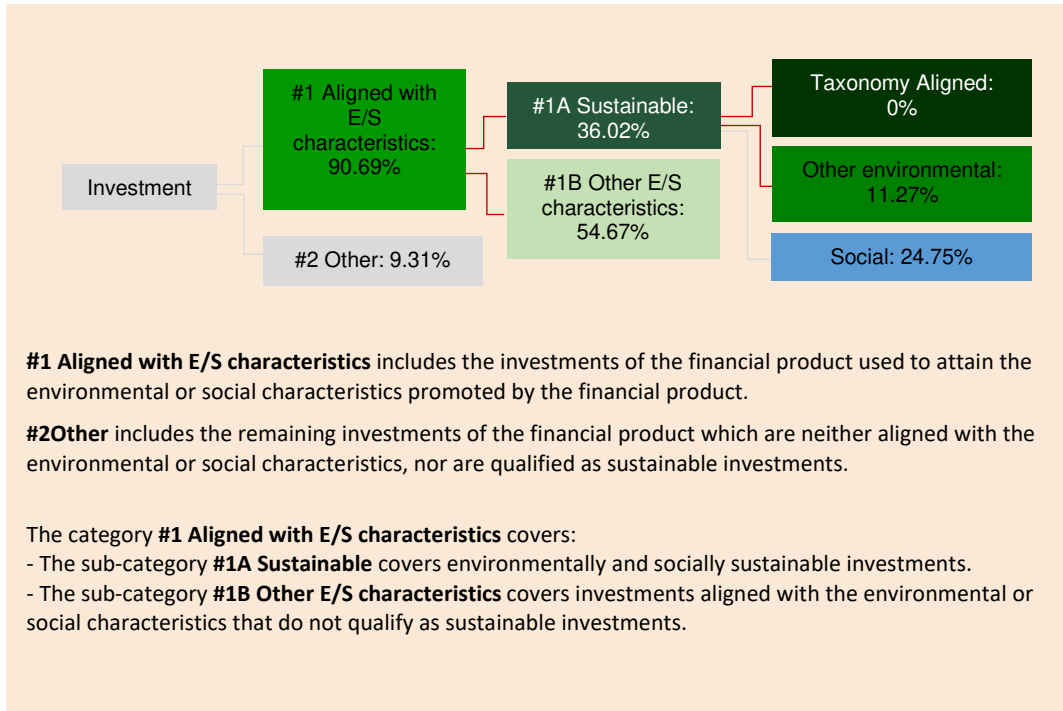 Investment
#1 Aligned with
E/S
characteristics:
90.69%
#2 Other: 9.31%
#1A Sustainable:
36.02%
#1B Other E/S
characteristics:
54.67%
Taxonomy Aligned:
0%
Other environmental:
11.27%
Social: 24.75%
#1 Aligned with E/S characteristics includes the investments of the financial product used to attain the
environmental or social characteristics promoted by the financial product.
#2Other includes the remaining investments of the financial product which are neither aligned with the
environmental or social characteristics, nor are qualified as sustainable investments.
The category #1 Aligned with E/S characteristics covers:
- The sub-category #1A Sustainable covers environmentally and socially sustainable investments.
- The sub-category #1B Other E/S characteristics covers investments aligned with the environmental or
social characteristics that do not qualify as sustainable investments.